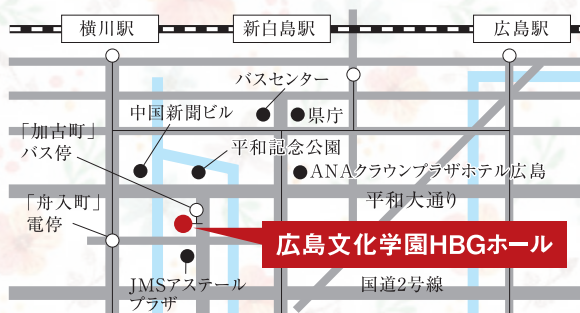 横川駅
新白島駅
広島駅
バスセンター
中国新聞ビル
県庁
「加古町」
バス停
平和記念公園
ANAクラウンプラザホテル広島
「舟入町」
電停
平和大通り
広島文化学園HBGホール
JMSアステール
プラザ
国道2号線